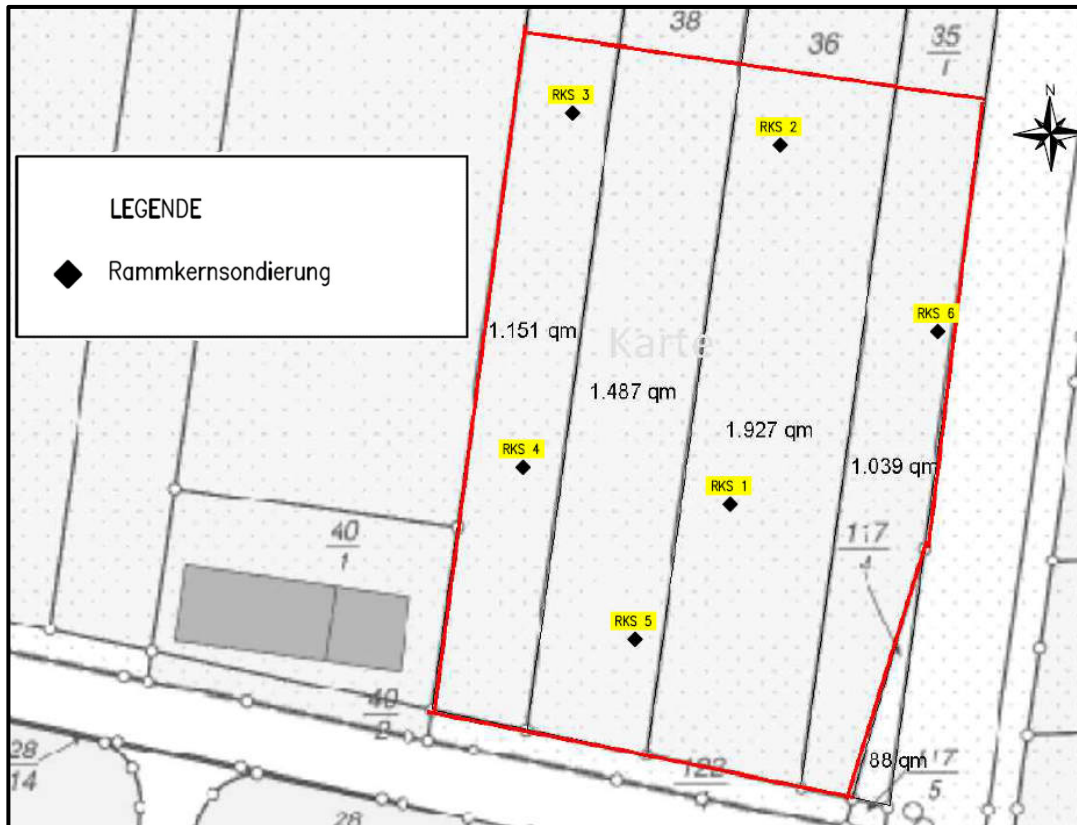 38
36
35
1
N
RKS 3
RKS 2
LEGENDE
Rammkernsondierung
RKS 6
1.151 qm
Karte
1.487 qm
1.927 qm
RKS 4
1.039 qm
RKS 1
40
1
117
4
RKS 5
40
2
28
14
122
88 qm
117
5
28